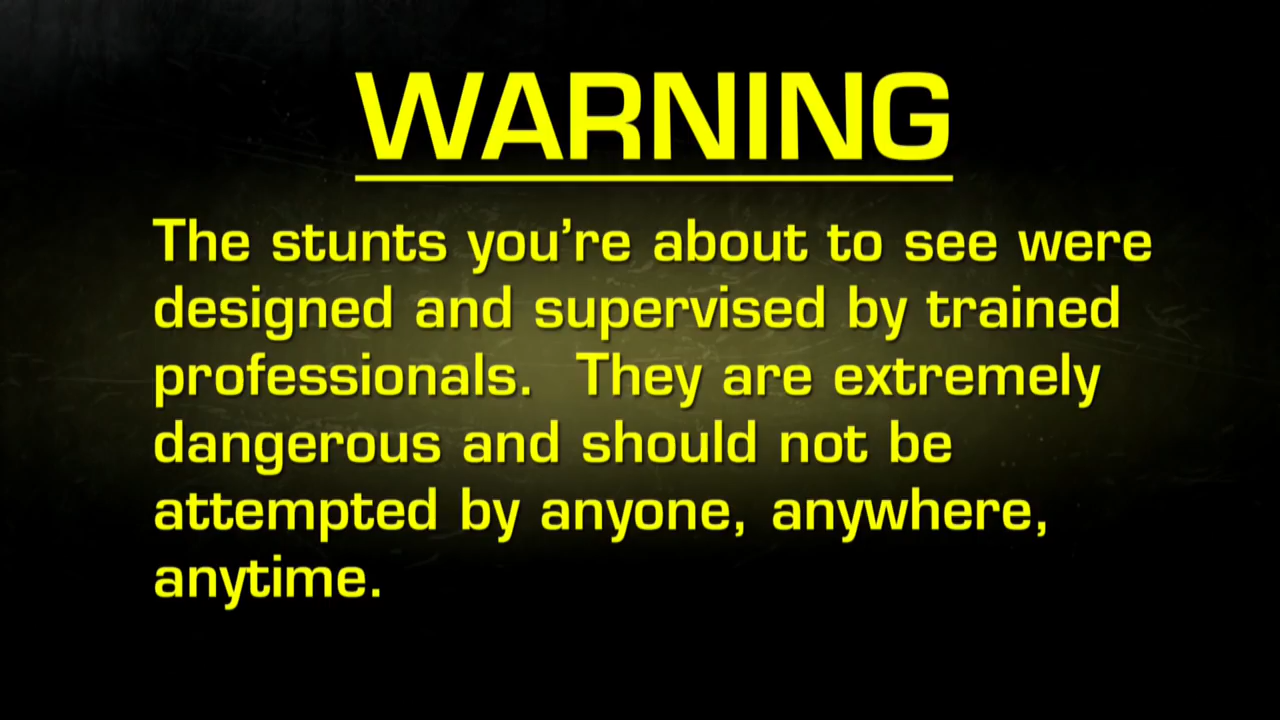 WARNING
The stunts you’re about to see were
designed and supervised by trained
professionals.  They are extremely
dangerous and should not be
attempted by anyone, anywhere,
anytime.